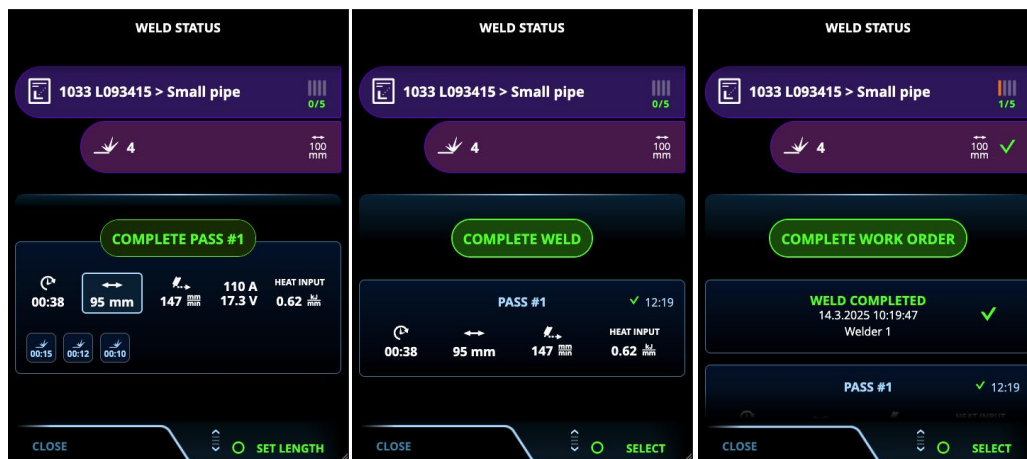 WELD STATUS
1033 L093415 > Small pipe
0/5
4
100
mm
COMPLETE PASS #1
00:38
95 mm
147 mm
min
110 A
17.3 V
HEAT INPUT
0.62 kJ
mm
00:15
00:12
00:10
CLOSE
SET LENGTH
WELD STATUS
1033 L093415 > Small pipe
0/5
4
100
mm
COMPLETE WELD
PASS #1
12:19
00:38
95 mm
147 mm
min
HEAT INPUT
0.62 kJ
mm
CLOSE
SELECT
WELD STATUS
1033 L093415 > Small pipe
1/5
4
100
mm
COMPLETE WORK ORDER
WELD COMPLETED
14.3.2025 10:19:47
Welder 1
PASS #1
12:19
HEAT INPUT
CLOSE
SELECT